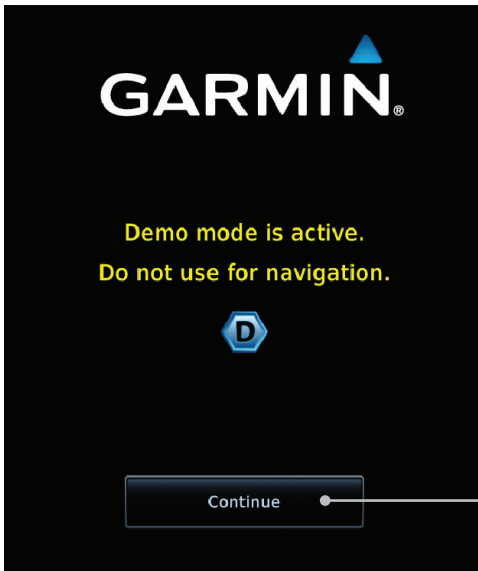 GARMIN®
Demo mode is active.
Do not use for navigation.
D
Continue